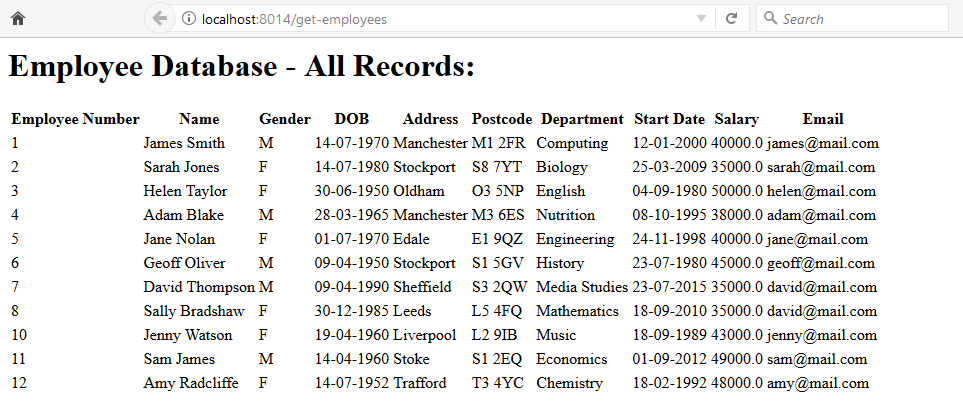 localhost:8014/get-employees Search
Employee Database - All Records:
Employee Number Name Gender DOB Address Postcode Department Start Date Salary Email
1 James Smith M 14-07-1970 Manchester M1 2FR Computing 12-01-2000 40000.0 james@mail.com
2 Sarah Jones F 14-07-1980 Stockport S8 7YT Biology 25-03-2009 35000.0 sarah@mail.com
3 Helen Taylor F 30-06-1950 Oldham O3 5NP English 04-09-1980 50000.0 helen@mail.com
4 Adam Blake M 28-03-1965 Manchester M3 6ES Nutrition 08-10-1995 38000.0 adam@mail.com
5 Jane Nolan F 01-07-1970 Edale E1 9QZ Engineering 24-11-1998 40000.0 jane@mail.com
6 Geoff Oliver M 09-04-1950 Stockport S1 5GV History 23-07-1980 45000.0 geoff@mail.com
7 David Thompson M 09-04-1990 Sheffield S3 2QW Media Studies 23-07-2015 35000.0 david@mail.com
8 Sally Bradshaw F 30-12-1985 Leeds L5 4FQ Mathematics 18-09-2010 35000.0 david@mail.com
10 Jenny Watson F 19-04-1960 Liverpool L2 9IB Music 18-09-1989 43000.0 jenny@mail.com
11 Sam James M 14-04-1960 Stoke S1 2EQ Economics 01-09-2012 49000.0 sam@mail.com
12 Amy Radcliffe F 14-07-1952 Trafford T3 4YC Chemistry 18-02-1992 48000.0 amy@mail.com